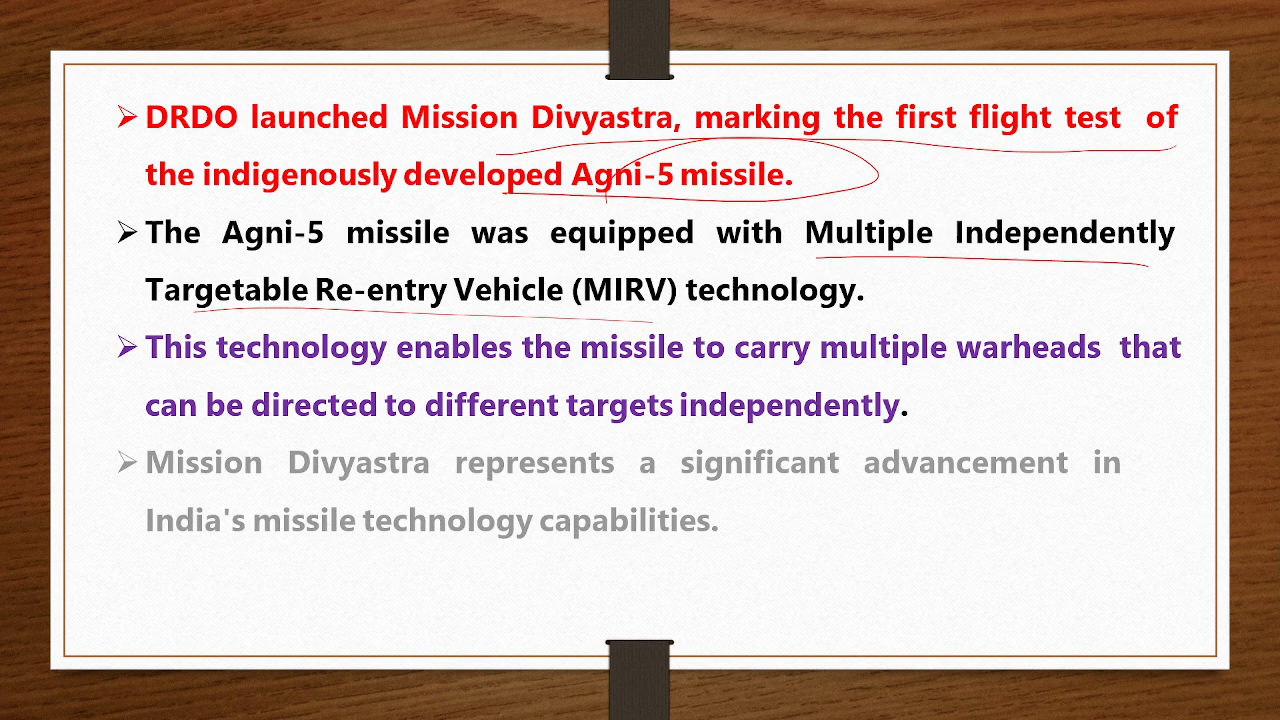 DRDO launched Mission Divyastra, marking the first flight test of
the indigenously developed Agni-5 missile.
The Agni-5 missile was equipped with Multiple Independently
Targetable Re-entry Vehicle (MIRV) technology.
This technology enables the missile to carry multiple warheads that
can be directed to different targets independently.
Mission Divyastra represents a significant advancement in
India's missile technology capabilities.